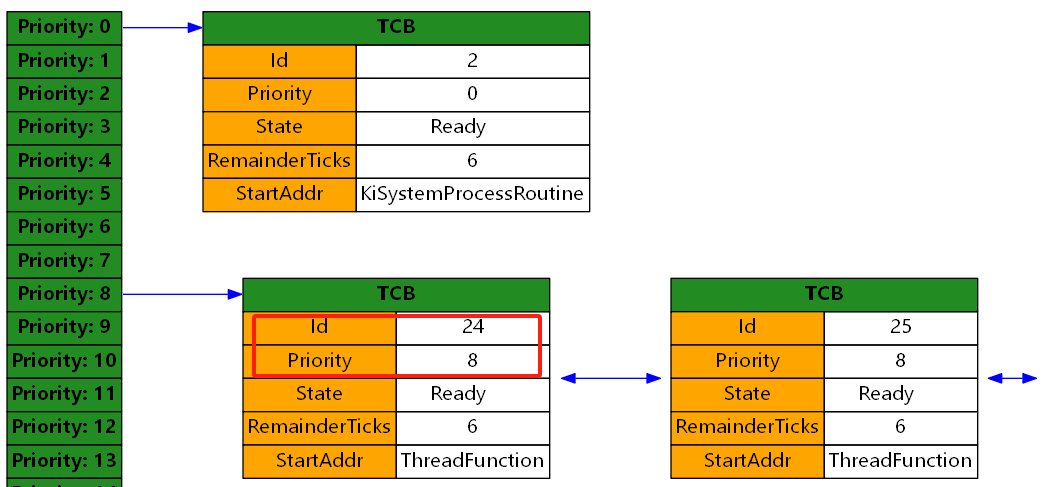 Priority: 0
Priority: 1
Priority: 2
Priority: 3
Priority: 4
Priority: 5
Priority: 6
Priority: 7
Priority: 8
Priority: 9
Priority: 10
Priority: 11
Priority: 12
Priority: 13
TCB
Id 2
Priority 0
State Ready
RemainderTicks 6
StartAddr KiSystemProcessRoutine
TCB
Id 24
Priority 8
State Ready
RemainderTicks 6
StartAddr ThreadFunction
TCB
Id 25
Priority 8
State Ready
RemainderTicks 6
StartAddr ThreadFunction